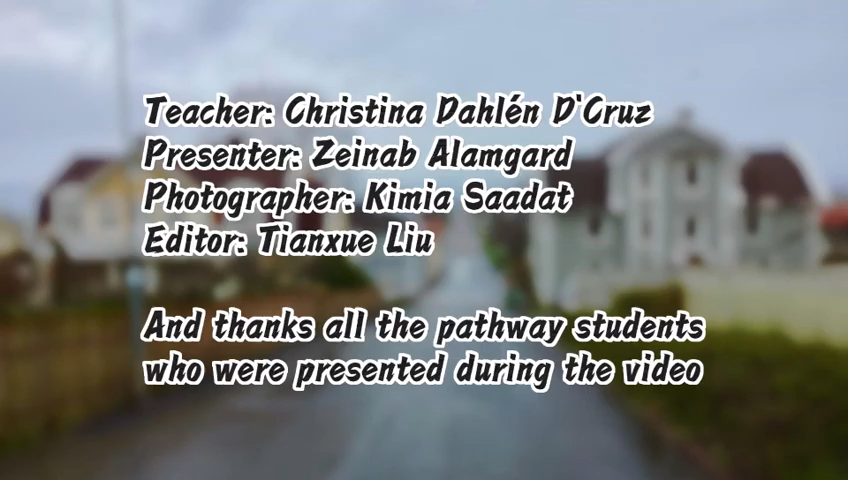 Teacher: Christina Dahlén D`Cruz
Presenter: Zeinab Alamgard
Photographer: Kimia Saadat
Editor: Tianxue Liu
And thanks all the pathway students
who were presented during the video